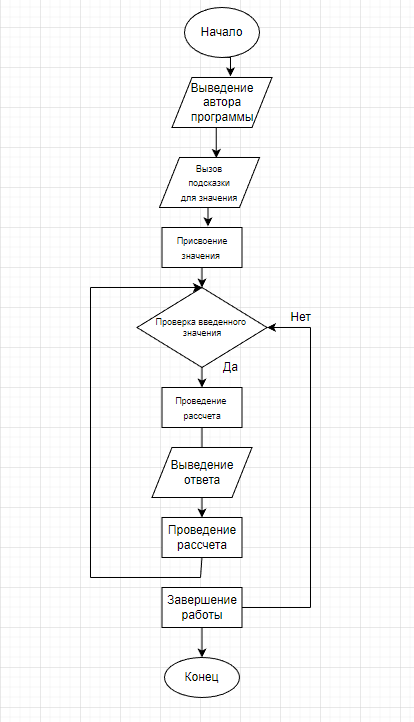 Начало
Выведение
автора
программы
Вызов
подсказки
для значения
Присвоение
значения
Проверка введенного
значения
Нет
Да
Проведение
рассчета
Выведение
ответа
Проведение
рассчета
Завершение
работы
Конец